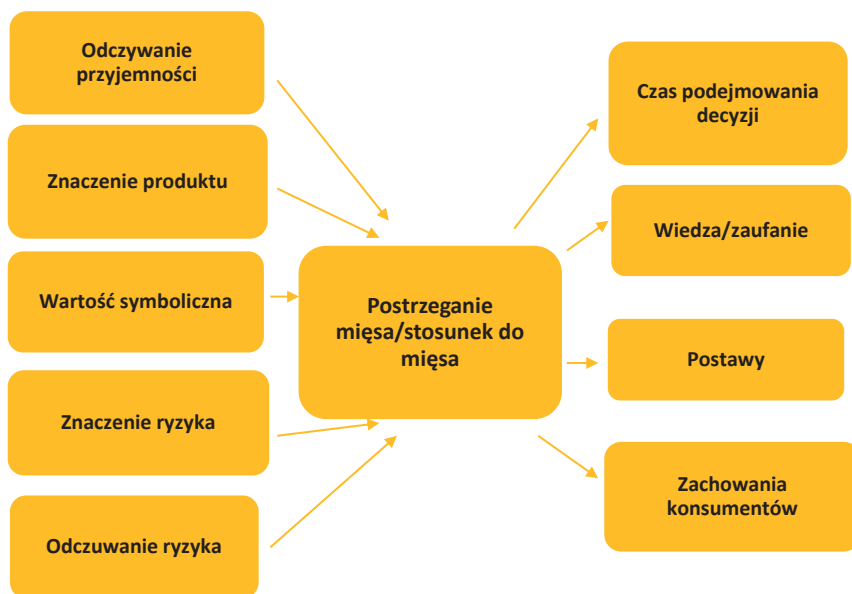 Odczywanie
przyjemności
Znaczenie produktu
Wartość symboliczna
Znaczenie ryzyka
Odczuwanie ryzyka
Postrzeganie
mięsa/stosunek do
mięsa
Czas podejmowania
decyzji
Wiedza/zaufanie
Postawy
Zachowania
konsumentów